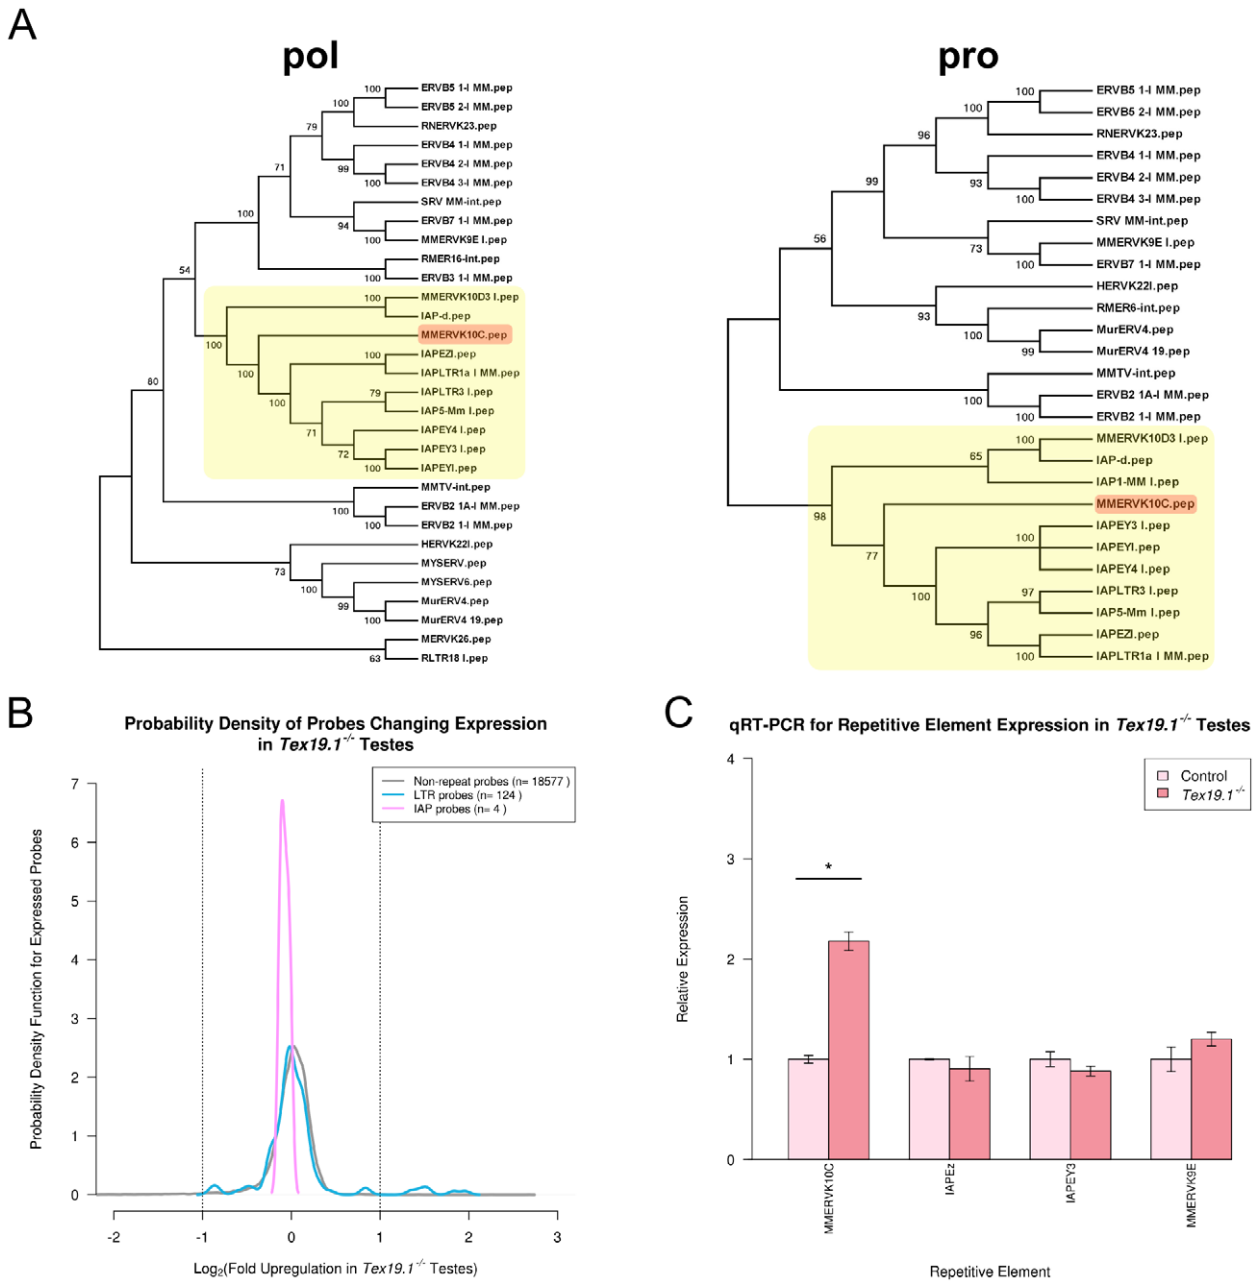 A
pol
pro
100
ERVB5 1-I MM.pep
100
ERVB5 2-I MM.pep
79
RNERVK23.pep
ERVB4 1-I MM.pep
71
99
ERVB4 2-I MM.pep
100
ERVB4 3-I MM.pep
100
SRV MM-int.pep
94
ERVB7 1-I MM.pep
100
MMERVK9E I.pep
54
RMER16-int.pep
100
ERVB3 1-I MM.pep
100
MMERVK10D3 I.pep
IAP-d.pep
100
MMERVK10C.pep
100
100
IAPEZI.pep
IAPLTR1a I MM.pep
80
100
79
IAPLTR3 I.pep
IAP5-Mm I.pep
71
IAPEY4 I.pep
72
IAPEY3 I.pep
100
IAPEYI.pep
MMTV-int.pep
100
ERVB2 1A-I MM.pep
100
ERVB2 1-I MM.pep
HERVK22I.pep
73
MYSERV.pep
100
MYSERV6.pep
99
MurERV4.pep
100
MurERV4 19.pep
MERVK26.pep
63
RLTR18 I.pep
100
ERVB5 1-I MM.pep
100
ERVB5 2-I MM.pep
96
RNERVK23.pep
ERVB4 1-I MM.pep
99
93
ERVB4 2-I MM.pep
100
ERVB4 3-I MM.pep
SRV MM-int.pep
56
73
MMERVK9E I.pep
100
ERVB7 1-I MM.pep
HERVK22I.pep
93
RMER6-int.pep
100
MurERV4.pep
99
MurERV4 19.pep
MMTV-int.pep
100
ERVB2 1A-I MM.pep
100
ERVB2 1-I MM.pep
100
MMERVK10D3 I.pep
65
IAP-d.pep
IAP1-MM I.pep
98
MMERVK10C.pep
77
IAPEY3 I.pep
100
IAPEYI.pep
IAPEY4 I.pep
100
97
IAPLTR3 I.pep
IAP5-Mm I.pep
96
IAPEZI.pep
100
IAPLTR1a I MM.pep
B
Probability Density of Probes Changing Expression
in Tex19.1-/- Testes
Non-repeat probes (n= 18577 )
LTR probes (n= 124 )
IAP probes (n= 4 )
Probability Density Function for Expressed Probes
7
6
5
4
3
2
1
0
-2
-1
0
1
2
3
Log2(Fold Upregulation in Tex19.1-/- Testes)
C
qRT-PCR for Repetitive Element Expression in Tex19.1-/- Testes
Control
Tex19.1-/-
Relative Expression
4
3
2
1
0
*
MMERVK10C
IAPEz
IAPEY3
MMERVK9E
Repetitive Element